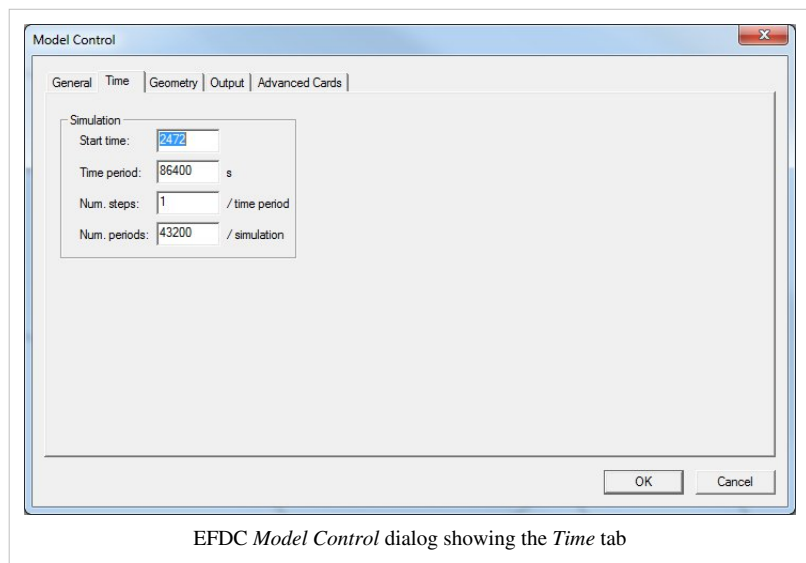 Model Control
General Time Geometry Output Advanced Cards
Simulation
Start time: 2472
Time period: 86400 s
Num. steps: 1 / time period
Num. periods: 43200 / simulation
OK Cancel
EFDC Model Control dialog showing the Time tab